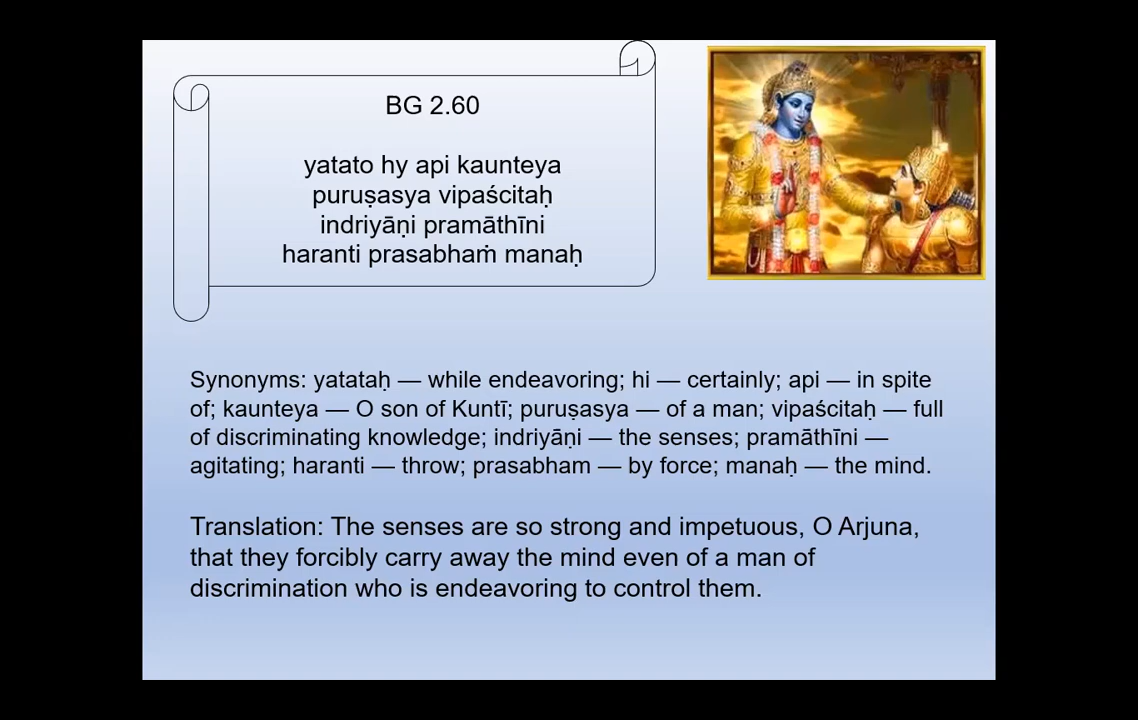 BG 2.60
yatato hy api kaunteya
puruṣasya vipaścitaḥ
indriyāṇi pramāthīni
haranti prasabhaṁ manaḥ
Synonyms: yatataḥ — while endeavoring; hi — certainly; api — in spite
of; kaunteya — O son of Kuntī; puruṣasya — of a man; vipaścitaḥ — full
of discriminating knowledge; indriyāṇi — the senses; pramāthīni —
agitating; haranti — throw; prasabham — by force; manaḥ — the mind.
Translation: The senses are so strong and impetuous, O Arjuna,
that they forcibly carry away the mind even of a man of
discrimination who is endeavoring to control them.